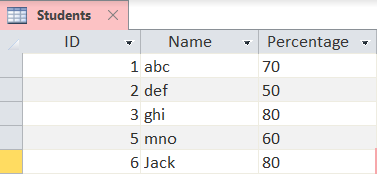 Students
ID Name Percentage
1 abc 70
2 def 50
3 ghi 80
5 mno 60
6 Jack 80